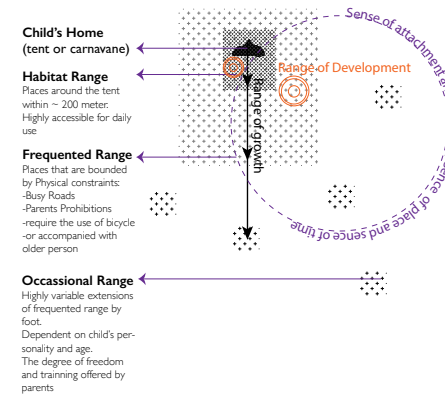 Child's Home
(tent or carnavane)
Habitat Range
Places around the tent
within ~ 200 meter.
Highly accessible for daily
use
Frequented Range
Places that are bounded
by Physical constraints:
-Busy Roads
-Parents Prohibitions
-require the use of bicycle
-or accompanied with
older person
Occassional Range
Highly variable extensions
of frequented range by
foot.
Dependent on child's per-
sonality and age.
The degree of freedom
and trainning offered by
parents
Range of Development
Range of growth
Sense of attachment
sence of place and sense of time